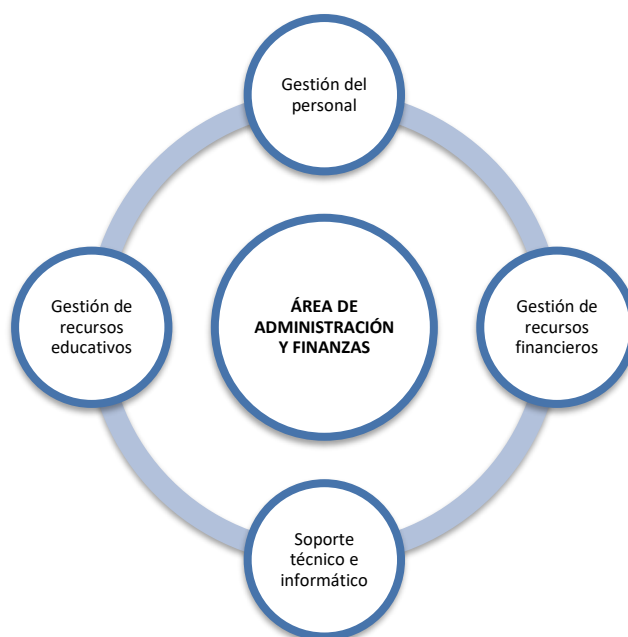 Gestión del
personal
Gestión de
recursos
educativos
ÁREA DE
ADMINISTRACIÓN
Y FINANZAS
Gestión de
recursos
financieros
Soporte
técnico e
informático